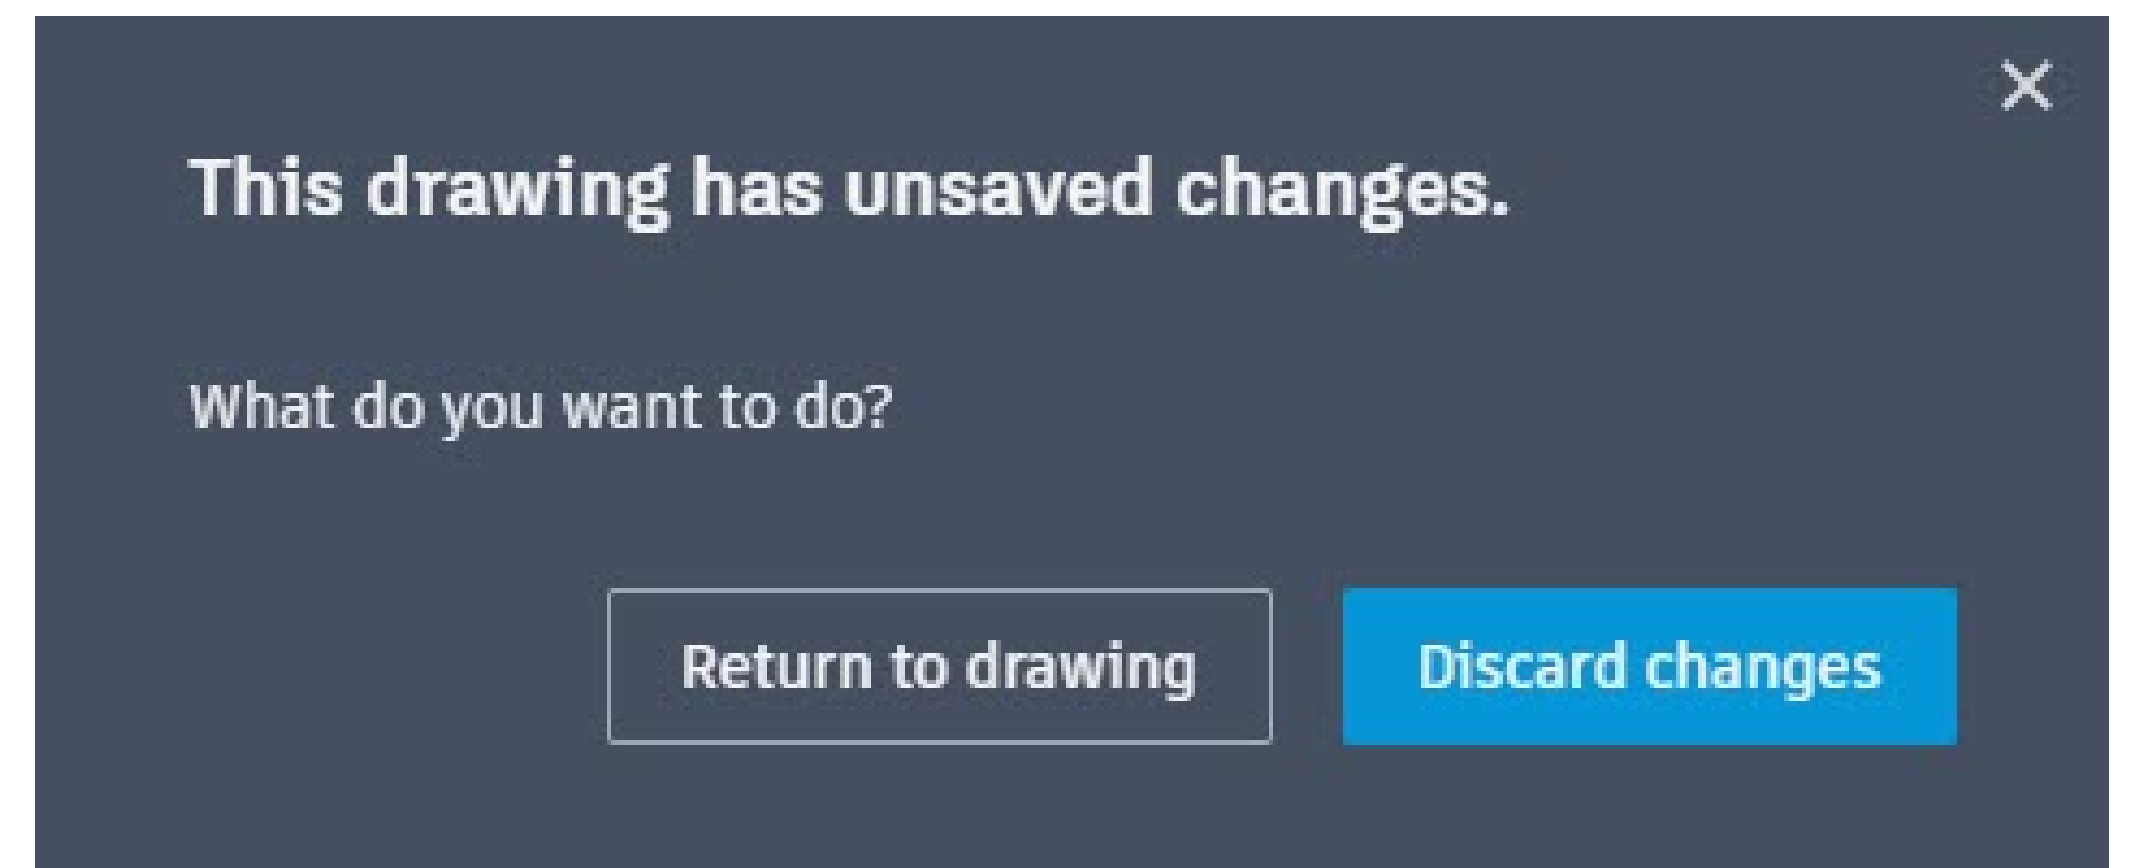 This drawing has unsaved changes.
What do you want to do?
Return to drawing
Discard changes